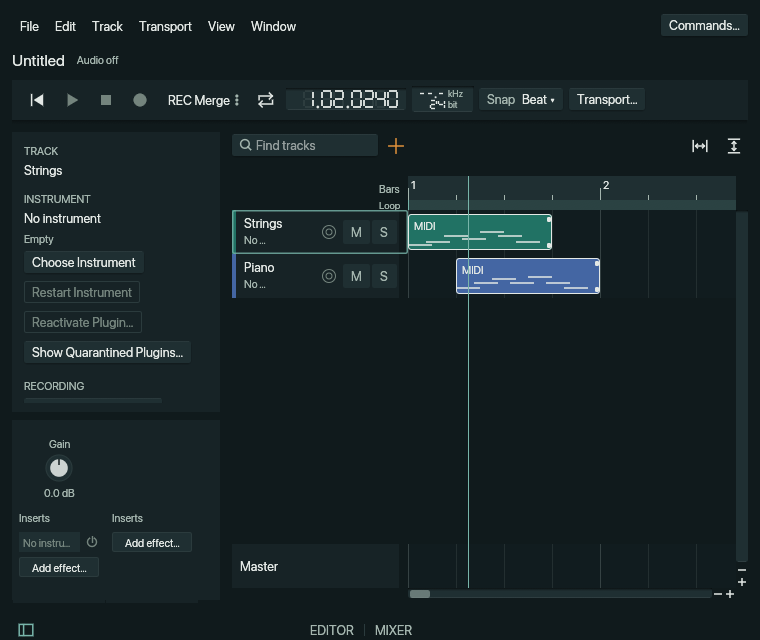 File Edit Track Transport View Window
Commands...
Untitled Audio off
REC Merge 1.02.0240 --.- kHz
24 bit
Snap Beat Transport...
TRACK
Strings
INSTRUMENT
No instrument
Empty
Choose Instrument
Restart Instrument
Reactivate Plugin...
Show Quarantined Plugins...
RECORDING
Find tracks
Bars 1 2
Loop
Strings
No ...
M S
MIDI
Piano
No ...
M S
MIDI
Gain
0.0 dB
Inserts Inserts
No instru...
Add effect...
Add effect...
Master
EDITOR MIXER